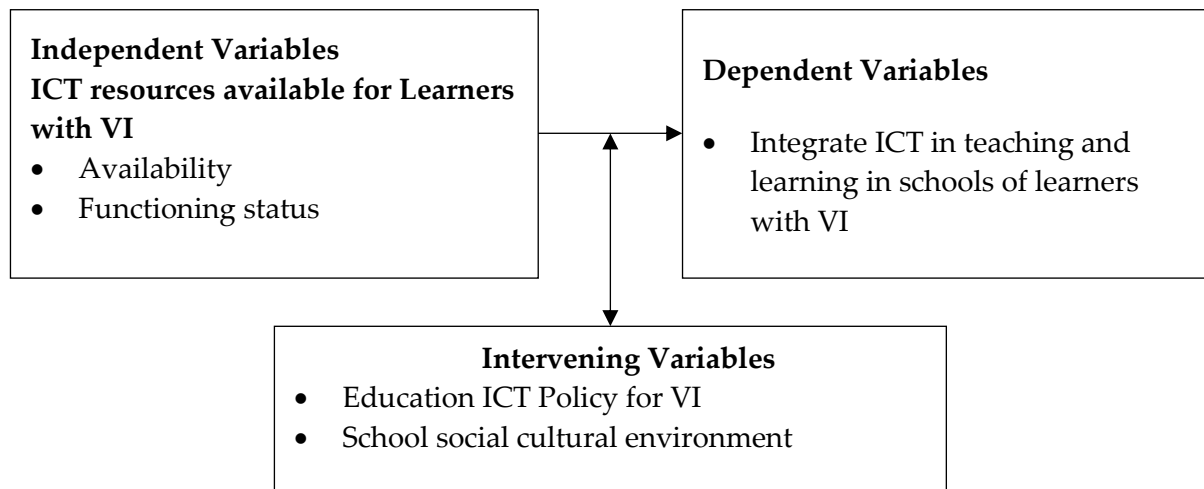 Independent Variables
ICT resources available for Learners
with VI
• Availability
• Functioning status
Dependent Variables
• Integrate ICT in teaching and
learning in schools of learners
with VI
Intervening Variables
• Education ICT Policy for VI
• School social cultural environment